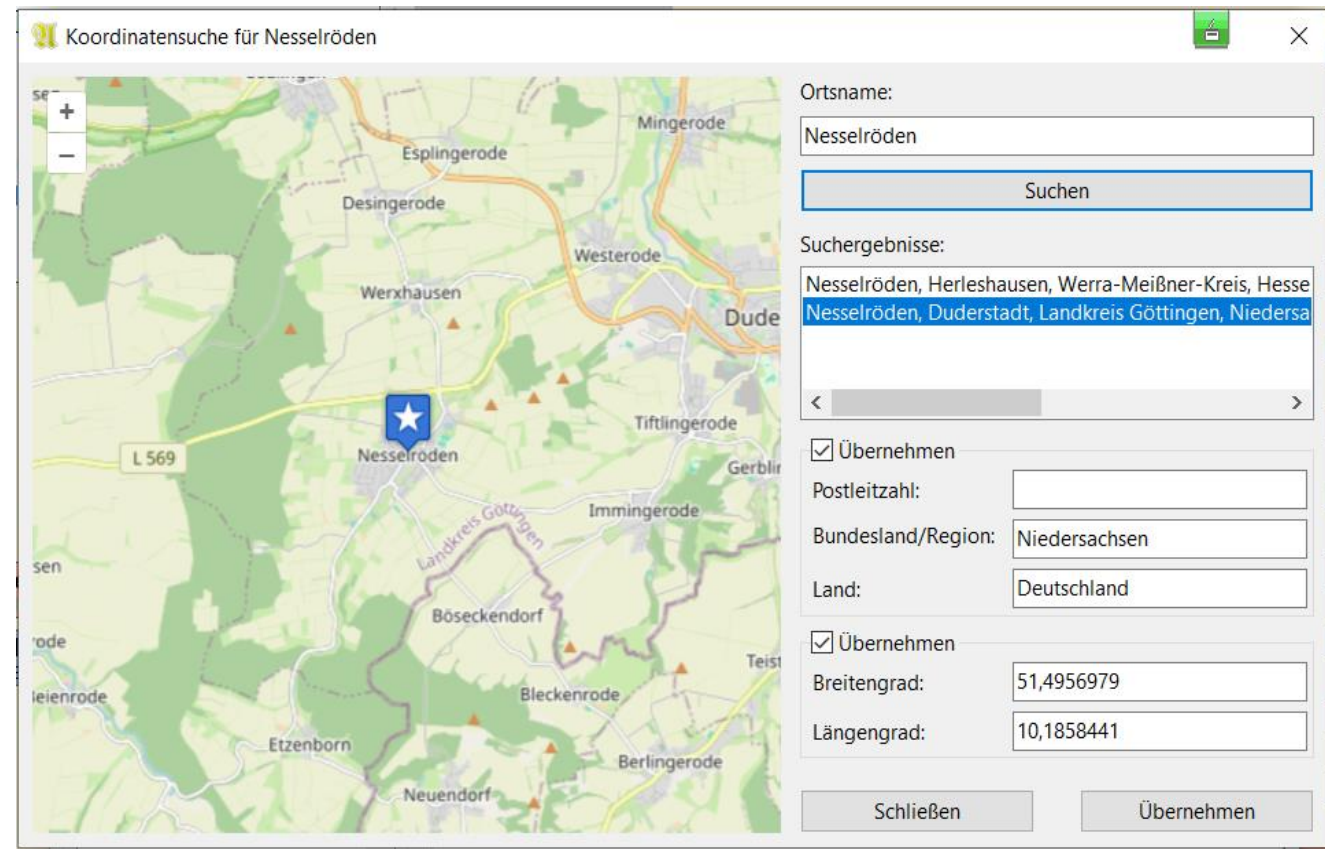 Koordinatensuche für Nesselröden
Mingerode
Esplingerode
Desingerode
Westerode
Werxhausen
Dude
Tiftlingerode
L 569
Nesselröden
Gerblin
Immingerode
Landkreis Göttingen
sen
Böseckendorf
rode
Teist
Bleckenrode
Etzenborn
Berlingerode
Neuendorf
Ortsname:
Nesselröden
Suchen
Suchergebnisse:
Nesselröden, Herleshausen, Werra-Meißner-Kreis, Hesse
Nesselröden, Duderstadt, Landkreis Göttingen, Niedersa
Übernehmen
Postleitzahl:
Bundesland/Region: Niedersachsen
Land: Deutschland
Übernehmen
Breitengrad: 51,4956979
Längengrad: 10,1858441
Schließen Übernehmen